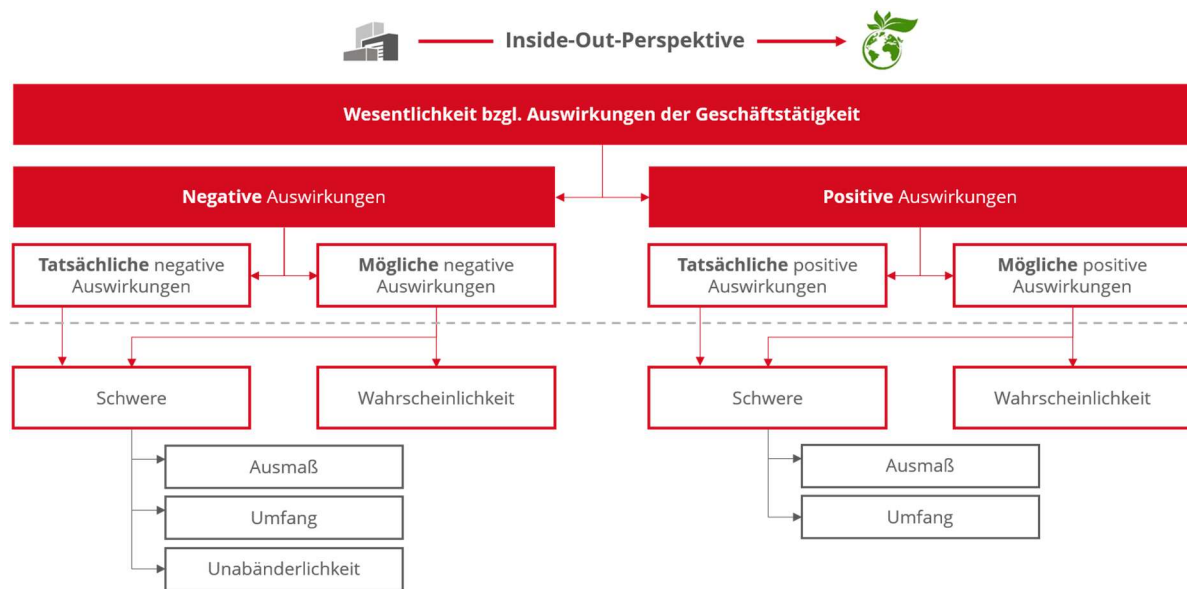 Inside-Out-Perspektive
Wesentlichkeit bzgl. Auswirkungen der Geschäftstätigkeit
Negative Auswirkungen
Positive Auswirkungen
Tatsächliche negative
Auswirkungen
Mögliche negative
Auswirkungen
Tatsächliche positive
Auswirkungen
Mögliche positive
Auswirkungen
Schwere
Wahrscheinlichkeit
Schwere
Wahrscheinlichkeit
Ausmaß
Umfang
Unabänderlichkeit
Ausmaß
Umfang